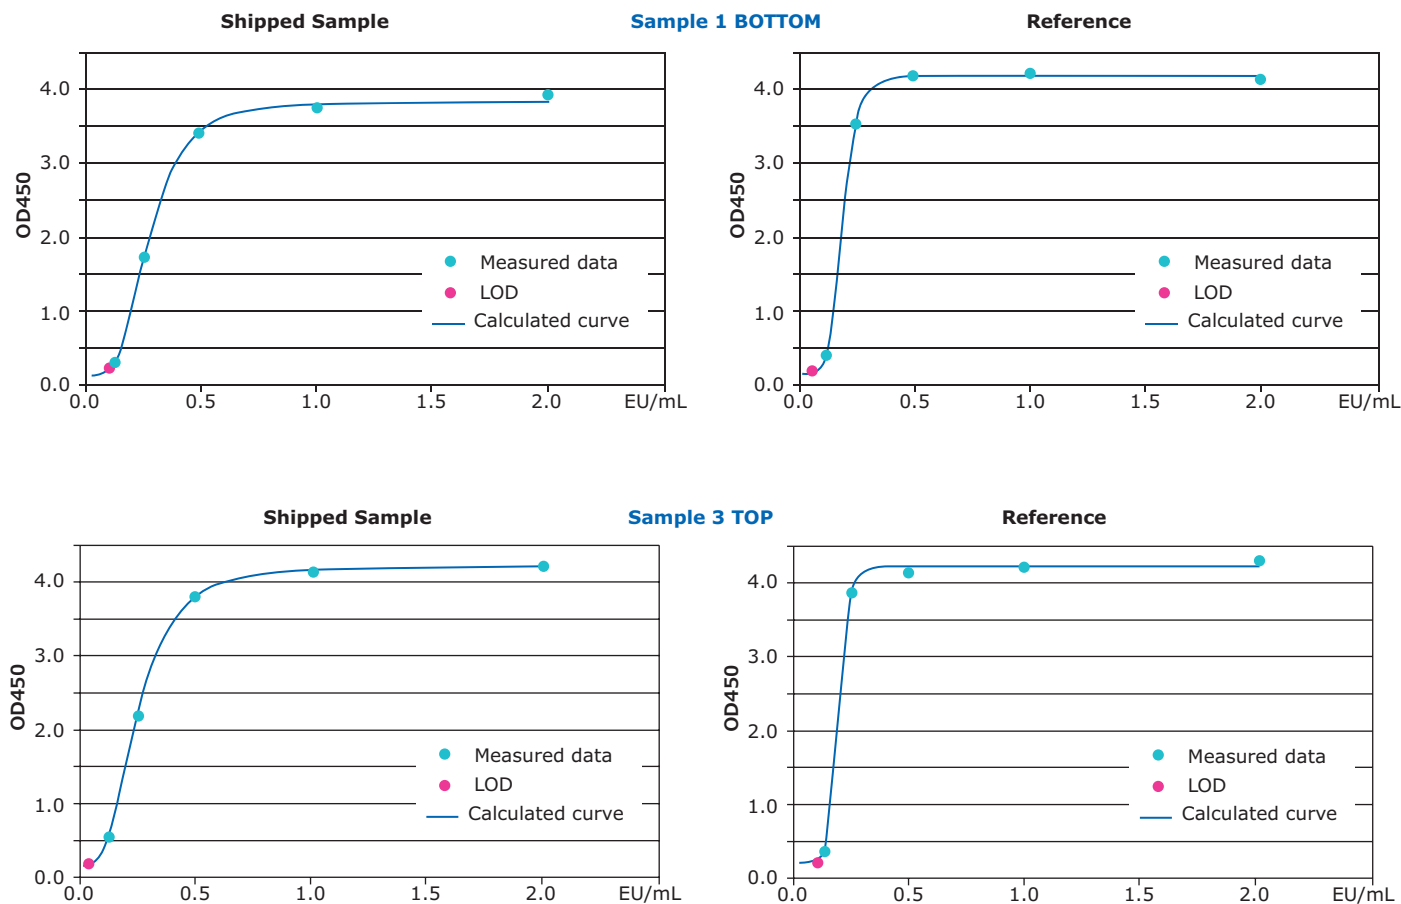 Shipped Sample Sample 1 BOTTOM Reference
OD450
4.0
3.0
2.0
1.0
0.0
0.0 0.5 1.0 1.5 2.0 EU/mL
Measured data
LOD
Calculated curve
OD450
4.0
3.0
2.0
1.0
0.0
0.0 0.5 1.0 1.5 2.0 EU/mL
Measured data
LOD
Calculated curve
Shipped Sample Sample 3 TOP Reference
OD450
4.0
3.0
2.0
1.0
0.0
0.0 0.5 1.0 1.5 2.0 EU/mL
Measured data
LOD
Calculated curve
OD450
4.0
3.0
2.0
1.0
0.0
0.0 0.5 1.0 1.5 2.0 EU/mL
Measured data
LOD
Calculated curve